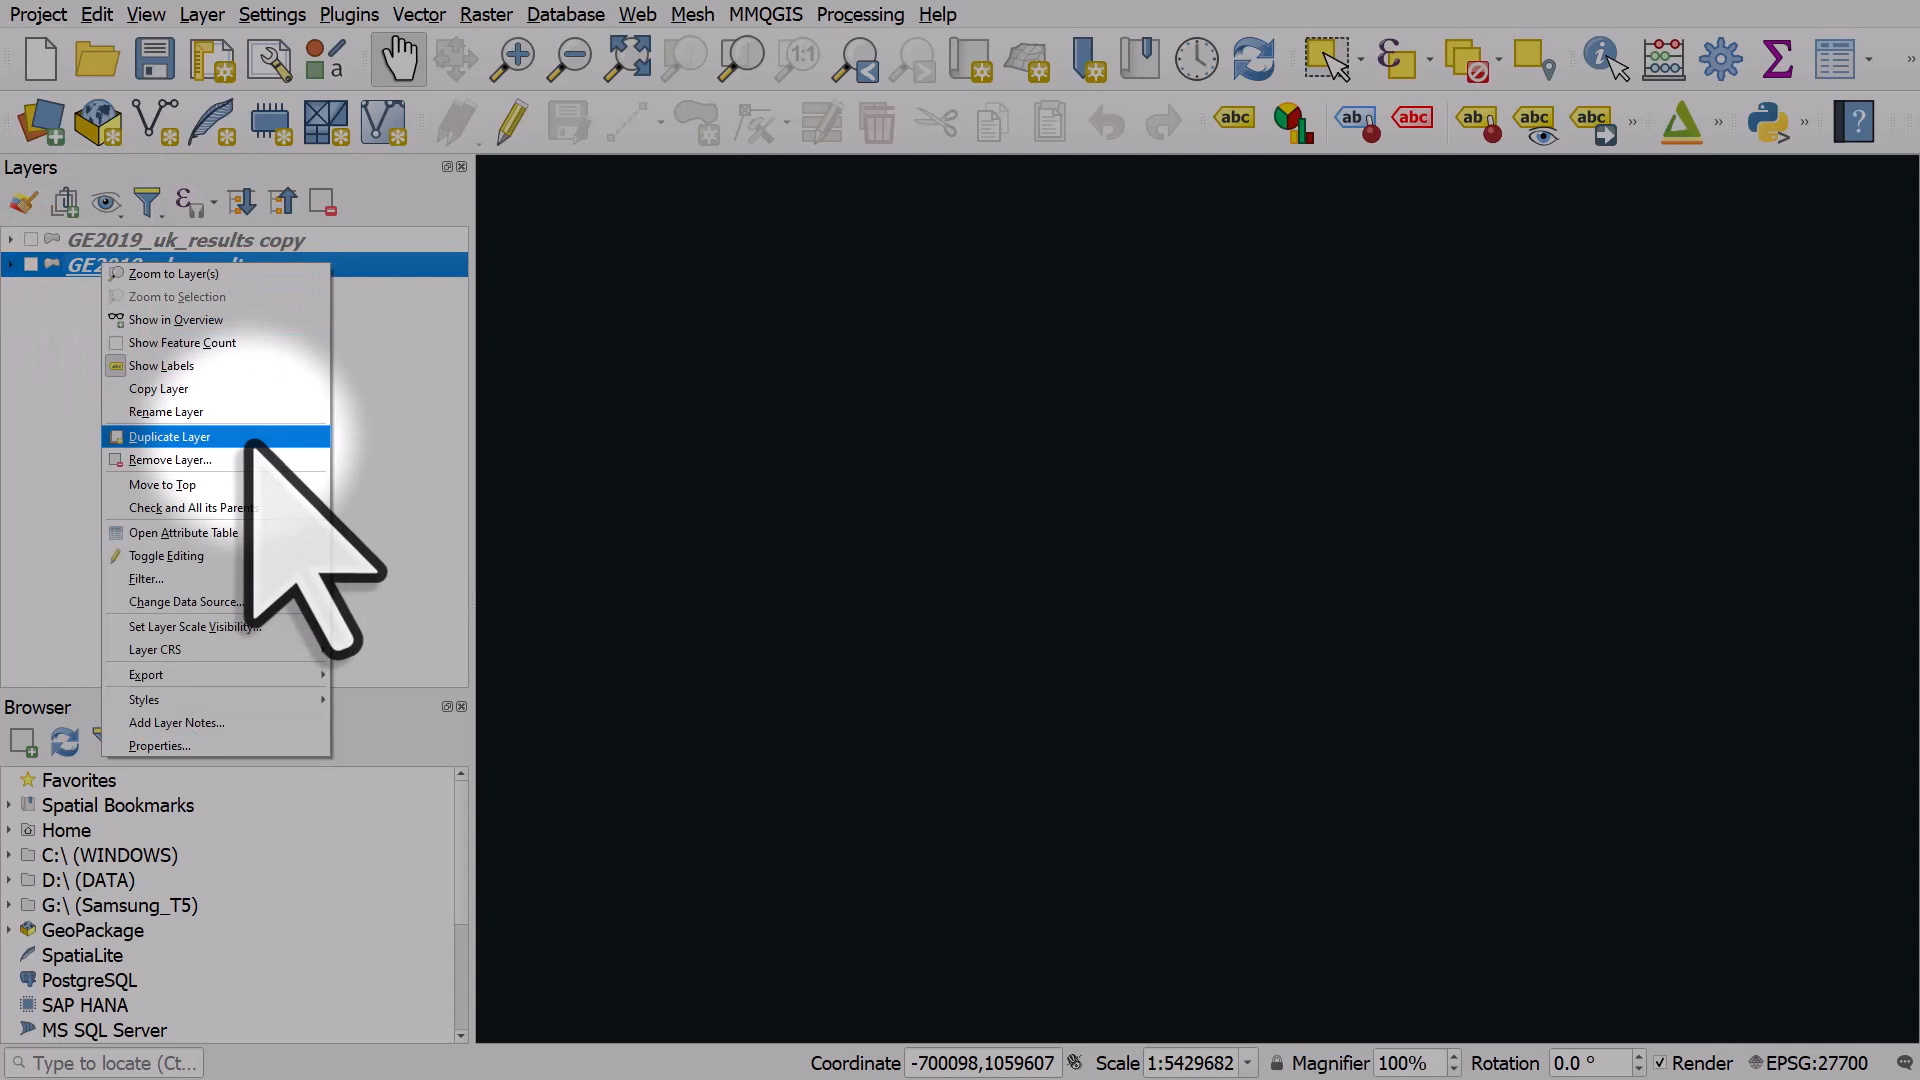 Project Edit View Layer Settings Plugins Vector Raster Database Web Mesh MMQGIS Processing Help
1:1
a
abc ab abc ab abc abc
Layers
GE2019_uk_results copy
Zoom to Layer(s)
Zoom to Selection
Show in Overview
Show Feature Count
Show Labels
Copy Layer
Rename Layer
Duplicate Layer
Remove Layer...
Move to Top
Check and All its Parents
Open Attribute Table
Toggle Editing
Filter...
Change Data Source...
Set Layer Scale Visibility...
Layer CRS
Export
Styles
Add Layer Notes...
Properties...
Browser
Favorites
Spatial Bookmarks
Home
C:\ (WINDOWS)
D:\ (DATA)
G:\ (Samsung_T5)
GeoPackage
SpatiaLite
PostgreSQL
SAP HANA
MS SQL Server
Type to locate (Ct... Coordinate -700098,1059607 Scale 1:5429682 Magnifier 100% Rotation 0.0 ° Render EPSG:27700